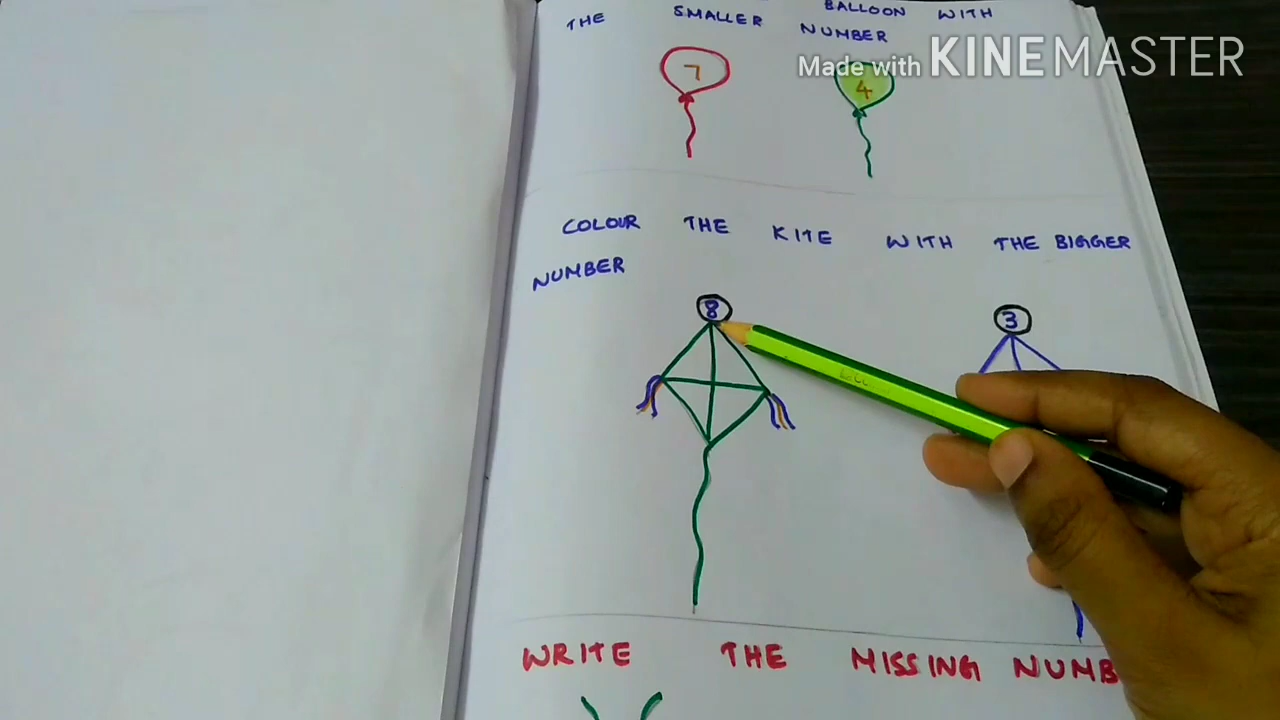 THE SMALLER BALLOON WITH
NUMBER
Made with KINEMASTER
7
4
COLOUR THE KITE WITH THE BIGGER
NUMBER
8
3
WRITE THE MISSING NUMB